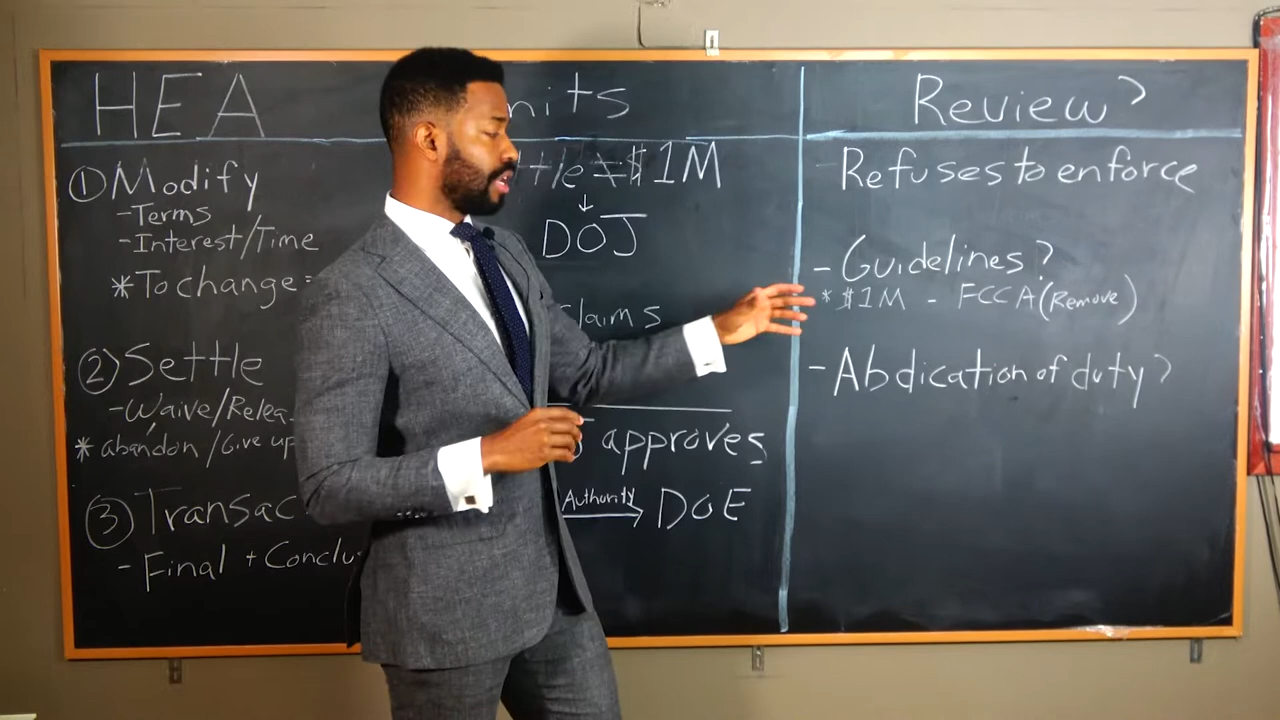 HEA
① Modify
- Terms
- Interest/Time
* To change =
② Settle
- Waive/Relea
* abandon/Give up
③ Transac
- Final + Conclu
nits
ttle ≠ $1M
↓
DOJ
Claims
approves
Authority
→ DOE
Review?
- Refuses to enforce
- Guidelines?
* $1M - FCCA (Remove)
- Abdication of duty?